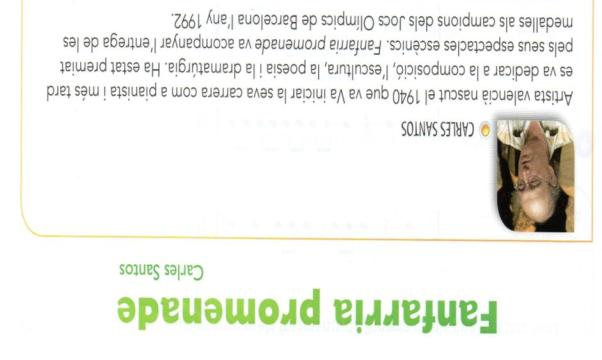 Fanfarria promenade
Carles Santos
CARLES SANTOS
Artista valencià nascut el 1940 que va Va iniciar la seva carrera com a pianista i més tard
es va dedicar a la composició, l'escultura, la poesia i la dramatúrgia. Ha estat premiat
pels seus espectacles escènics. Fanfarria promenade va acompanyar l'entrega de les
medalles als campions dels Jocs Olímpics de Barcelona l'any 1992.